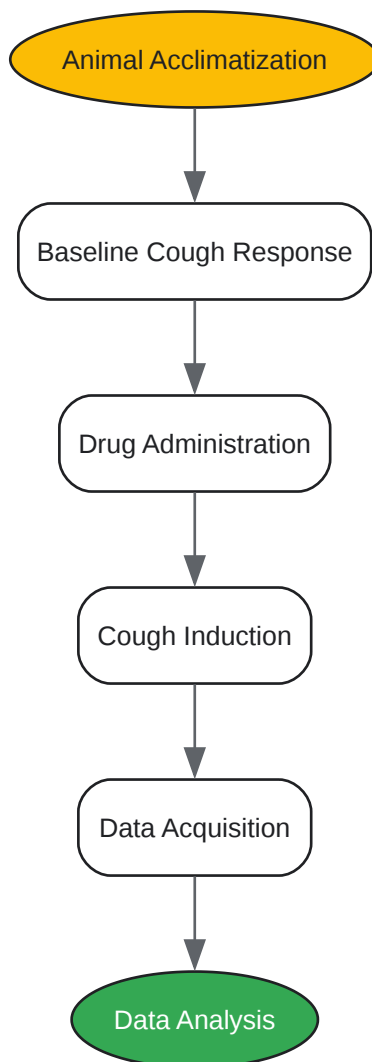 Animal Acclimatization
Baseline Cough Response
Drug Administration
Cough Induction
Data Acquisition
Data Analysis